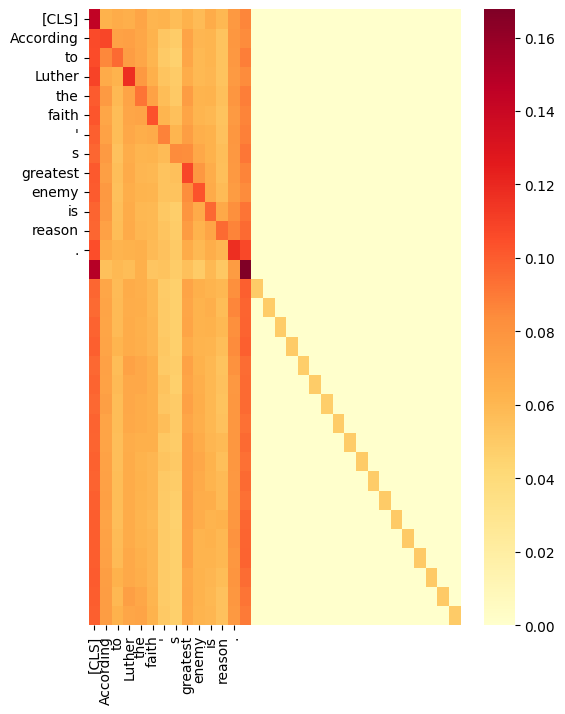 [CLS]
According
to
Luther
the
faith
'
s
greatest
enemy
is
reason
.
0.16
0.14
0.12
0.10
0.08
0.06
0.04
0.02
0.00
[CLS]
According
to
Luther
the
faith
'
s
greatest
enemy
is
reason
.